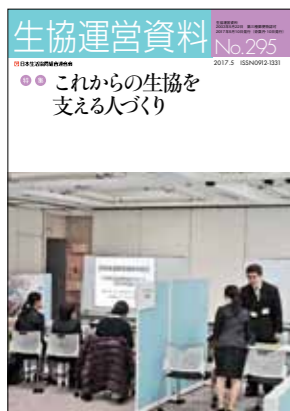 生協運営資料
No.295
日本生活協同組合連合会
2017.5 ISSN0912-1331
特集
これからの生協を
支える人づくり